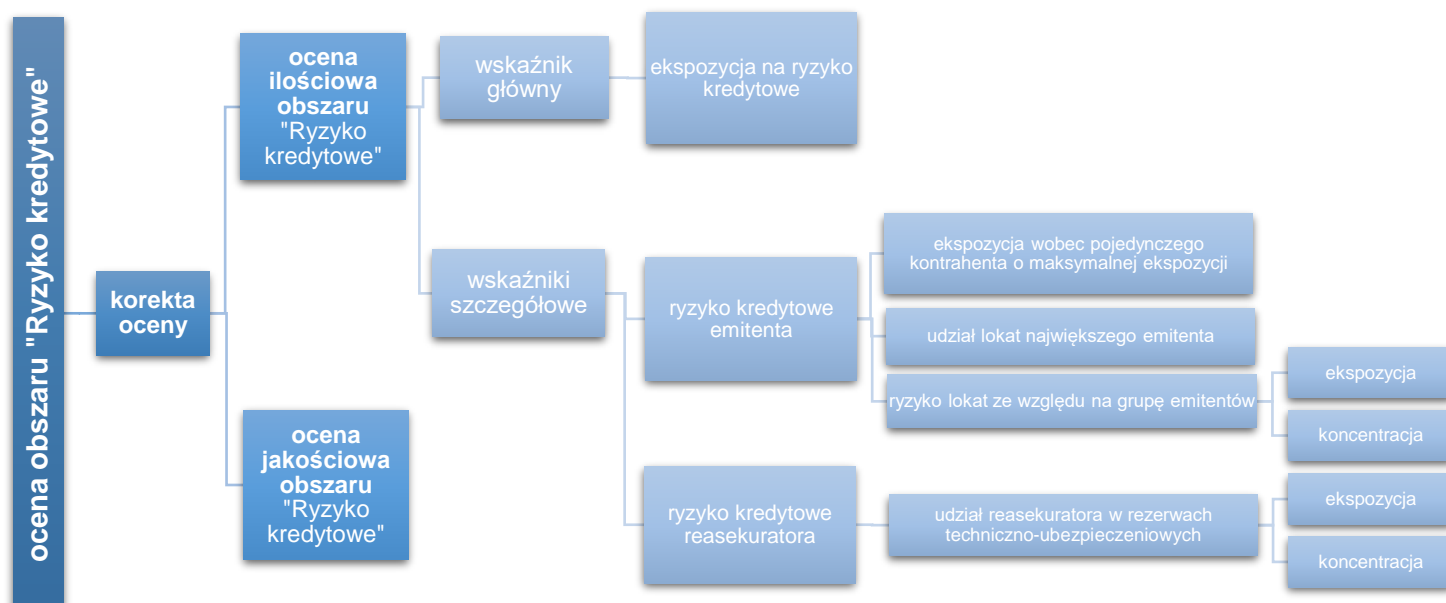 ocena obszaru "Ryzyko kredytowe"
korekta
oceny
ocena
ilościowa
obszaru
"Ryzyko
kredytowe"
wskaźnik
główny
ekspozycja na ryzyko
kredytowe
wskaźniki
szczegółowe
ryzyko kredytowe
emitenta
ekspozycja wobec pojedynczego
kontrahenta o maksymalnej ekspozycji
udział lokat największego emitenta
ryzyko lokat ze względu na grupę emitentów
ekspozycja
koncentracja
ryzyko kredytowe
reasekuratora
udział reasekuratora w rezerwach
techniczno-ubezpieczeniowych
ekspozycja
koncentracja
ocena
jakościowa
obszaru
"Ryzyko
kredytowe"